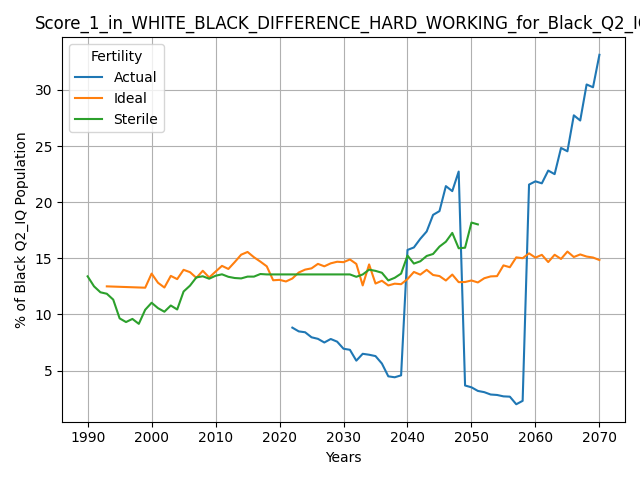 Score_1_in_WHITE_BLACK_DIFFERENCE_HARD_WORKING_for_Black_Q2_IQ
Fertility
Actual
Ideal
Sterile
% of Black Q2_IQ Population
30
25
20
15
10
5
1990 2000 2010 2020 2030 2040 2050 2060 2070
Years